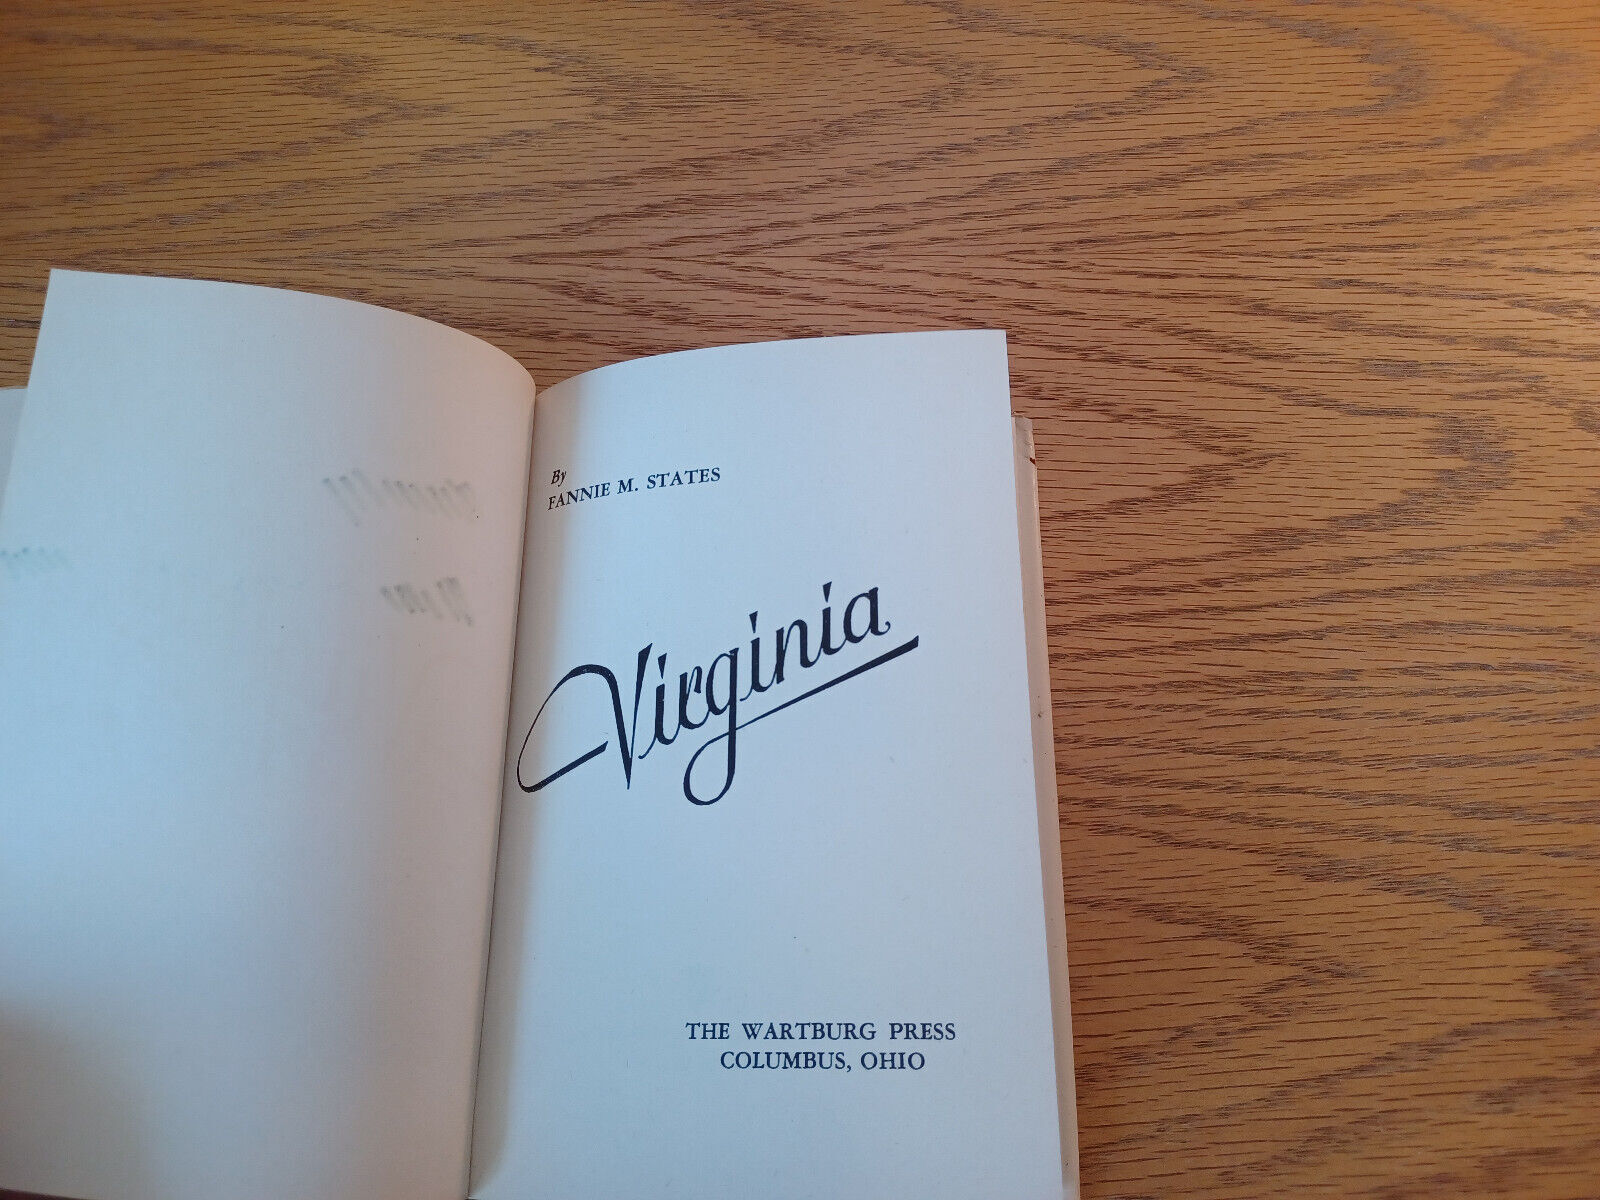 By
FANNIE M. STATES
Virginia
THE WARTBURG PRESS
COLUMBUS, OHIO